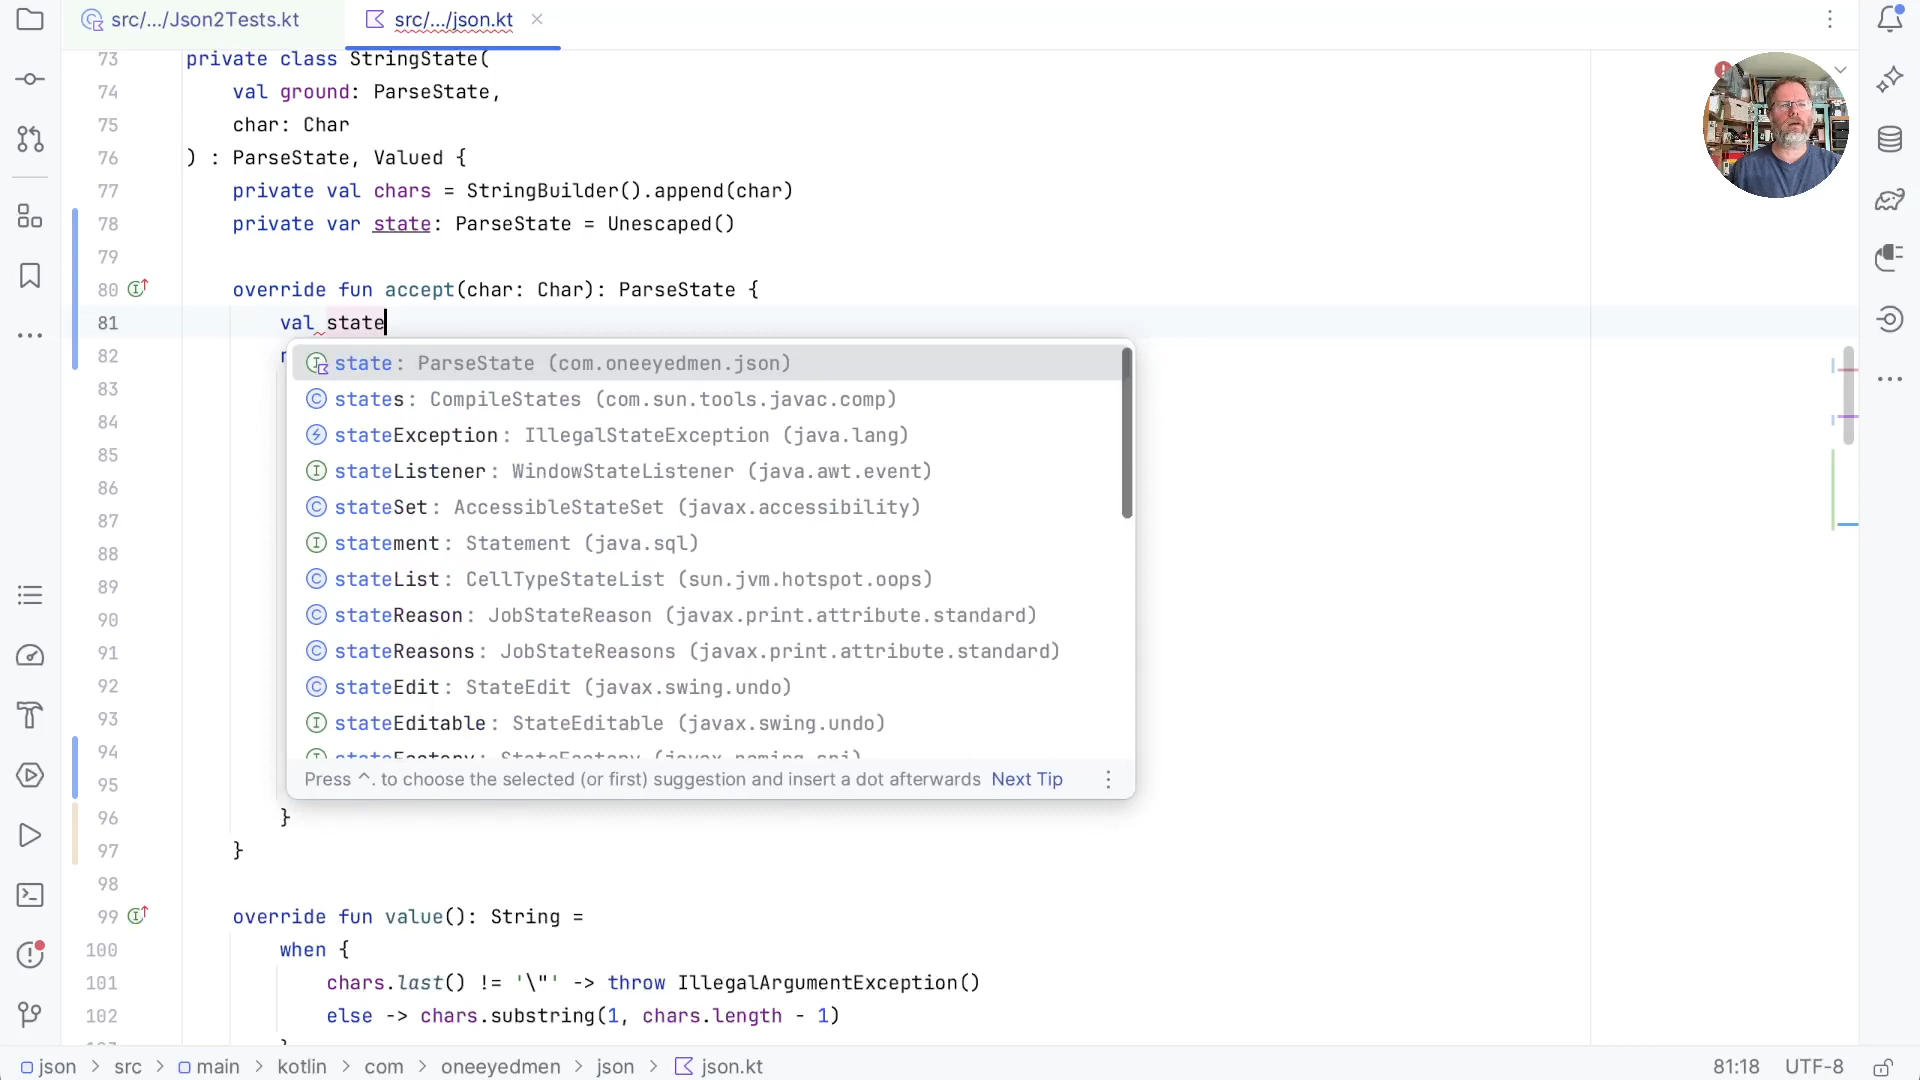 src/.../Json2Tests.kt
src/.../json.kt
73 private class StringState(
74 val ground: ParseState,
75 char: Char
76 ) : ParseState, Valued {
77 private val chars = StringBuilder().append(char)
78 private var state: ParseState = Unescaped()
79
80 override fun accept(char: Char): ParseState {
81 val state
82
state: ParseState (com.oneeyedmen.json)
83
states: CompileStates (com.sun.tools.javac.comp)
84
stateException: IllegalStateException (java.lang)
85
stateListener: WindowStateListener (java.awt.event)
86
stateSet: AccessibleStateSet (javax.accessibility)
87
88
statement: Statement (java.sql)
89
stateList: CellTypeStateList (sun.jvm.hotspot.oops)
90
stateReason: JobStateReason (javax.print.attribute.standard)
91
stateReasons: JobStateReasons (javax.print.attribute.standard)
92
stateEdit: StateEdit (javax.swing.undo)
93
stateEditable: StateEditable (javax.swing.undo)
94
stateFactory: StateFactory (javax.naming.spi)
95
Press ^. to choose the selected (or first) suggestion and insert a dot afterwards Next Tip
96 }
97 }
98
99 override fun value(): String =
100 when {
101 chars.last() != '\"' -> throw IllegalArgumentException()
102 else -> chars.substring(1, chars.length - 1)
json > src > main > kotlin > com > oneeyedmen > json > json.kt
81:18 UTF-8